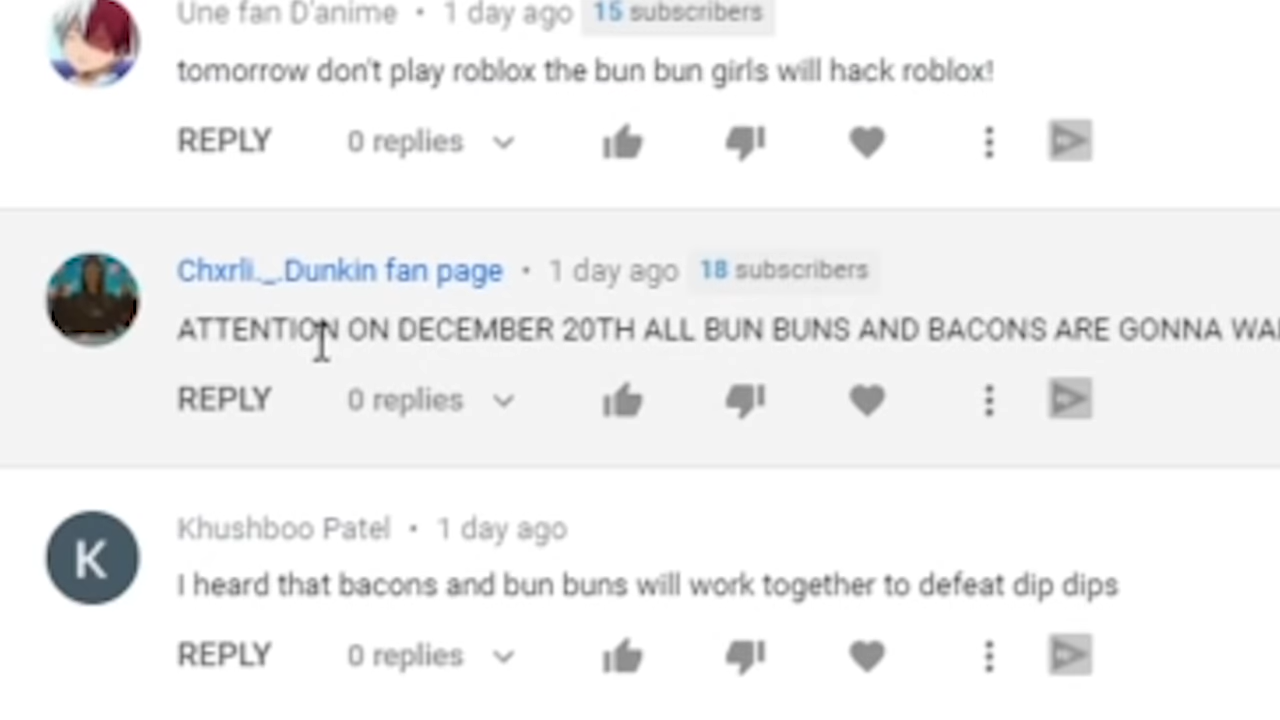 Une fan D'anime • 1 day ago 15 subscribers
tomorrow don't play roblox the bun bun girls will hack roblox!
REPLY 0 replies
Chxrli._.Dunkin fan page • 1 day ago 18 subscribers
ATTENTION ON DECEMBER 20TH ALL BUN BUNS AND BACONS ARE GONNA
REPLY 0 replies
K
Khushboo Patel • 1 day ago
I heard that bacons and bun buns will work together to defeat dip dips
REPLY 0 replies